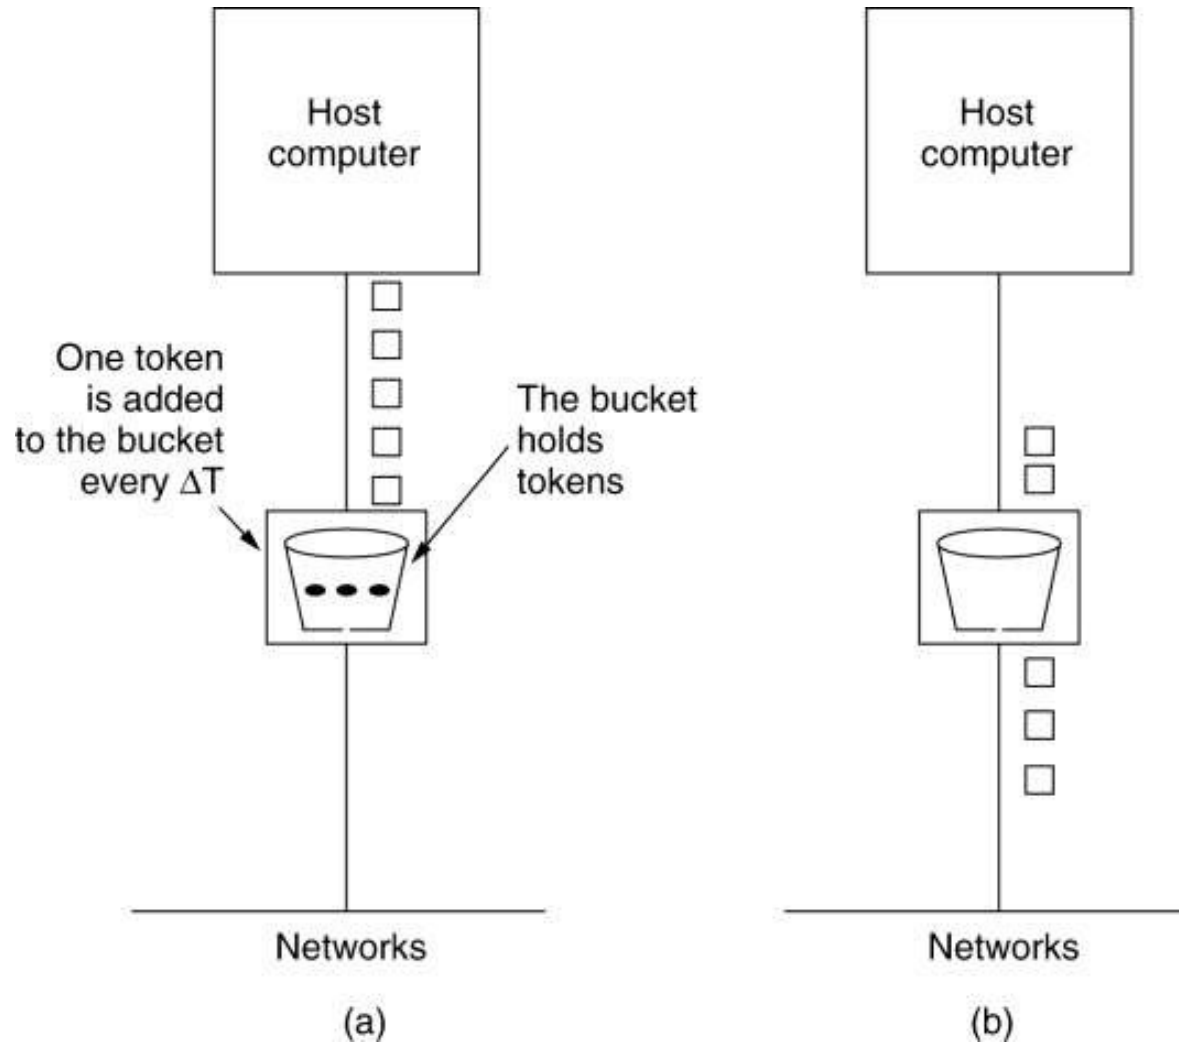 Host
computer
Host
computer
One token
is added
to the bucket
every ΔT
The bucket
holds
tokens
Networks
Networks
(a)
(b)